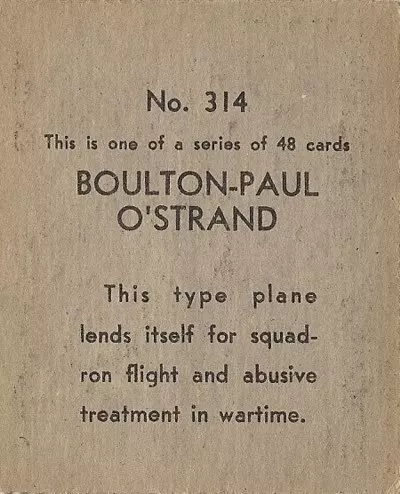 No. 314
This is one of a series of 48 cards
BOULTON-PAUL
O'STRAND
This type plane
lends itself for squad-
ron flight and abusive
treatment in wartime.